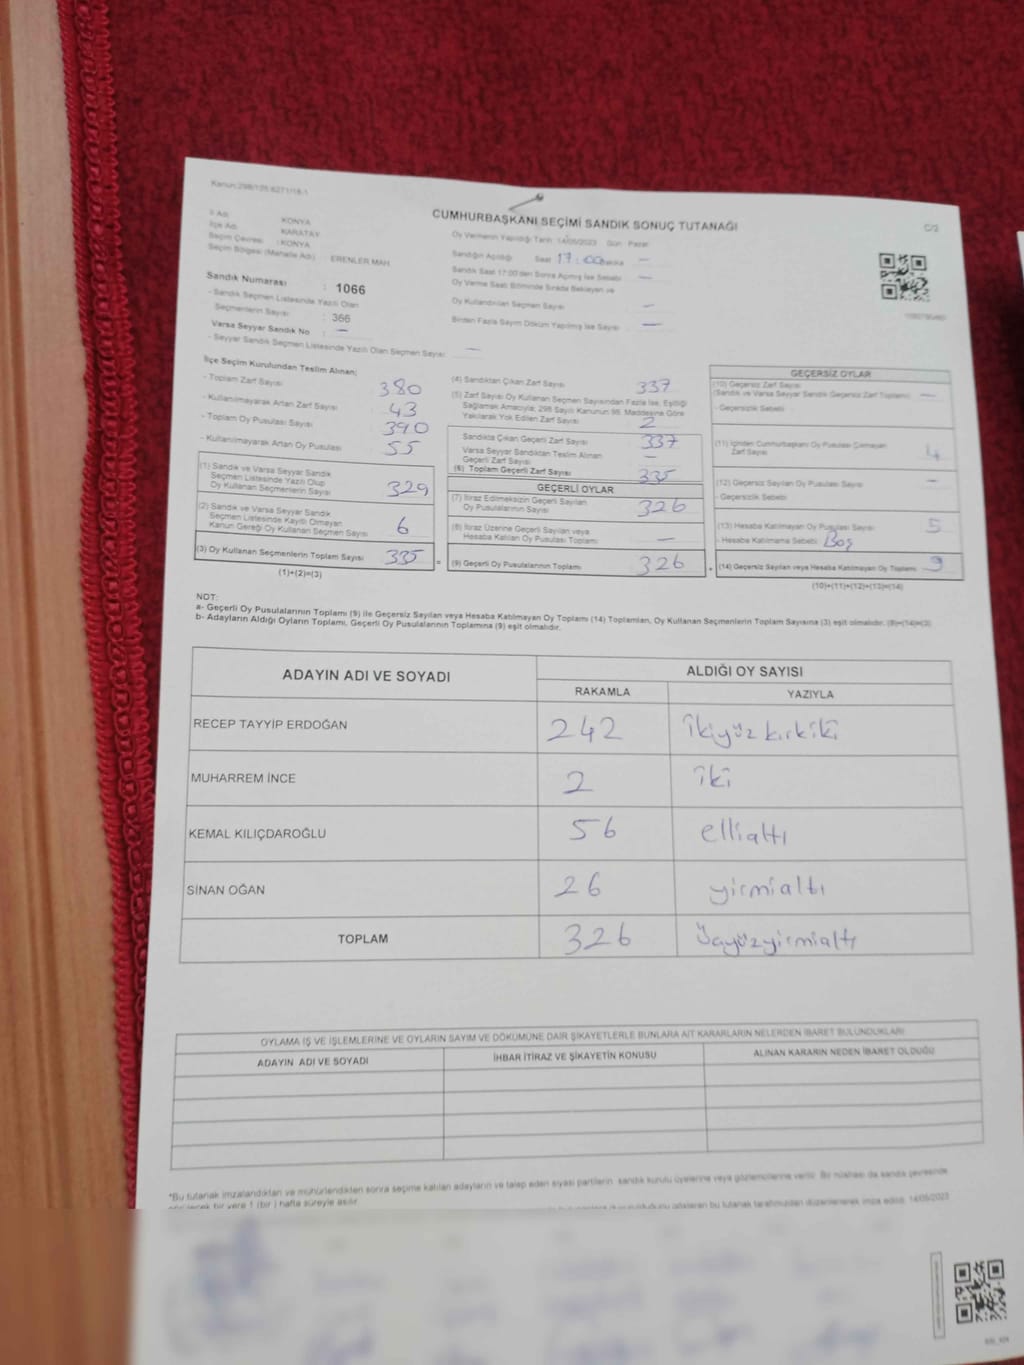 Kanun:298/105 6271/18-1
CUMHURBAŞKANI SEÇİMİ SANDIK SONUÇ TUTANAĞI
C/2
İl Adı : KONYA
İlçe Adı : KARATAY
Seçim Çevresi : KONYA
Seçim Bölgesi (Mahalle Adı) : ERENLER MAH.
Oy Vermenin Yapıldığı Tarih : 14/05/2023 Gün : Pazar
Sandığın Açıldığı Saat 17:00 Dakika —
Sandık Saat 17:00'den Sonra Açılmış İse Sebebi —
Oy Verme Saati Bitiminde Sırada Bekleyen ve
Oy Kullandırılan Seçmen Sayısı —
Birden Fazla Sayım Döküm Yapılmış İse Sayısı —
Sandık Numarası : 1066
- Sandık Seçmen Listesinde Yazılı Olan
Seçmenlerin Sayısı : 366
Varsa Seyyar Sandık No : —
- Seyyar Sandık Seçmen Listesinde Yazılı Olan Seçmen Sayısı —
İlçe Seçim Kurulundan Teslim Alınan;
- Toplam Zarf Sayısı 380
- Kullanılmayarak Artan Zarf Sayısı 43
- Toplam Oy Pusulası Sayısı 390
- Kullanılmayarak Artan Oy Pusulası 55
(1) Sandık ve Varsa Seyyar Sandık
Seçmen Listesinde Yazılı Olup
Oy Kullanan Seçmenlerin Sayısı 329
(2) Sandık ve Varsa Seyyar Sandık
Seçmen Listesinde Kayıtlı Olmayan
Kanun Gereği Oy Kullanan Seçmen Sayısı 6
(3) Oy Kullanan Seçmenlerin Toplam Sayısı 335
(1)+(2)=(3)
(4) Sandıktan Çıkan Zarf Sayısı 337
(5) Zarf Sayısı Oy Kullanan Seçmen Sayısından Fazla İse, Eşitliği
Sağlamak Amacıyla; 298 Sayılı Kanunun 98. Maddesine Göre
Yakılarak Yok Edilen Zarf Sayısı 2
Sandıkta Çıkan Geçerli Zarf Sayısı 337
Varsa Seyyar Sandıktan Teslim Alınan
Geçerli Zarf Sayısı —
(6) Toplam Geçerli Zarf Sayısı 335
GEÇERLİ OYLAR
(7) İtiraz Edilmeksizin Geçerli Sayılan
Oy Pusulalarının Sayısı 326
(8) İtiraz Üzerine Geçerli Sayılan veya
Hesaba Katılan Oy Pusulası Toplamı —
(9) Geçerli Oy Pusulalarının Toplamı 326
GEÇERSİZ OYLAR
(10) Geçersiz Zarf Sayısı
(Sandık ve Varsa Seyyar Sandık Geçersiz Zarf Toplamı) —
- Geçersizlik Sebebi
(11) İçinden Cumhurbaşkanı Oy Pusulası Çıkmayan
Zarf Sayısı 4
(12) Geçersiz Sayılan Oy Pusulası Sayısı —
- Geçersizlik Sebebi
(13) Hesaba Katılmayan Oy Pusulası Sayısı 5
- Hesaba Katılmama Sebebi Boş
(14) Geçersiz Sayılan veya Hesaba Katılmayan Oy Toplamı 9
(10)+(11)+(12)+(13)=(14)
NOT:
a- Geçerli Oy Pusulalarının Toplamı (9) ile Geçersiz Sayılan veya Hesaba Katılmayan Oy Toplamı (14) Toplamları, Oy Kullanan Seçmenlerin Toplam Sayısına (3) eşit olmalıdır. (9)+(14)=(3)
b- Adayların Aldığı Oyların Toplamı, Geçerli Oy Pusulalarının Toplamına (9) eşit olmalıdır.
ADAYIN ADI VE SOYADI
ALDIĞI OY SAYISI
RAKAMLA YAZIYLA
RECEP TAYYİP ERDOĞAN 242 ikiyüz kırkiki
MUHARREM İNCE 2 iki
KEMAL KILIÇDAROĞLU 56 ellialtı
SİNAN OĞAN 26 yirmialtı
TOPLAM 326 Üçyüzyirmialtı
OYLAMA İŞ VE İŞLEMLERİNE VE OYLARIN SAYIM VE DÖKÜMÜNE DAİR ŞİKAYETLERLE BUNLARA AİT KARARLARIN NELERDEN İBARET BULUNDUKLARI
ADAYIN ADI VE SOYADI İHBAR İTİRAZ VE ŞİKAYETİN KONUSU ALINAN KARARIN NEDEN İBARET OLDUĞU
*Bu tutanak imzalandıktan ve mühürlendikten sonra seçime katılan adayların ve talep eden siyasi partilerin sandık kurulu üyelerine veya gözlemcilerine verilir. Bir nüshası da sandık çevresinde
bir yere 1 (bir) hafta süreyle asılır.
bu tutanak tarafımızdan düzenlenerek imza edildi. 14/05/2023